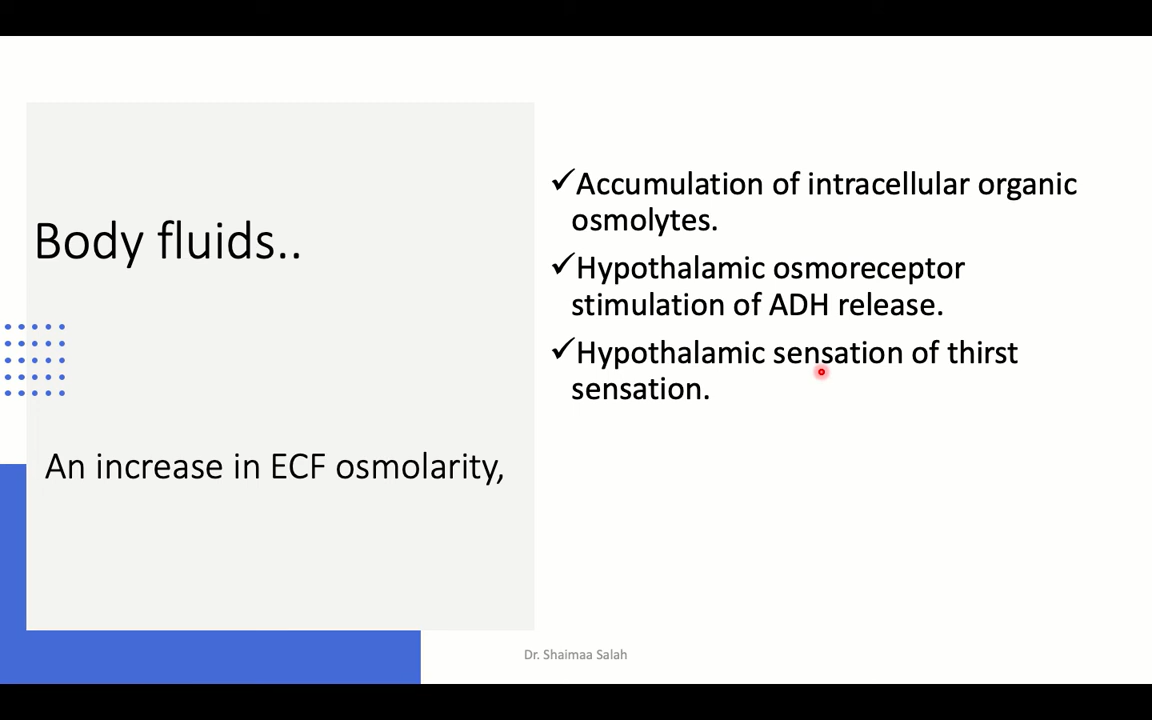 Body fluids..
An increase in ECF osmolarity,
✓Accumulation of intracellular organic
osmolytes.
✓Hypothalamic osmoreceptor
stimulation of ADH release.
✓Hypothalamic sensation of thirst
sensation.
Dr. Shaimaa Salah